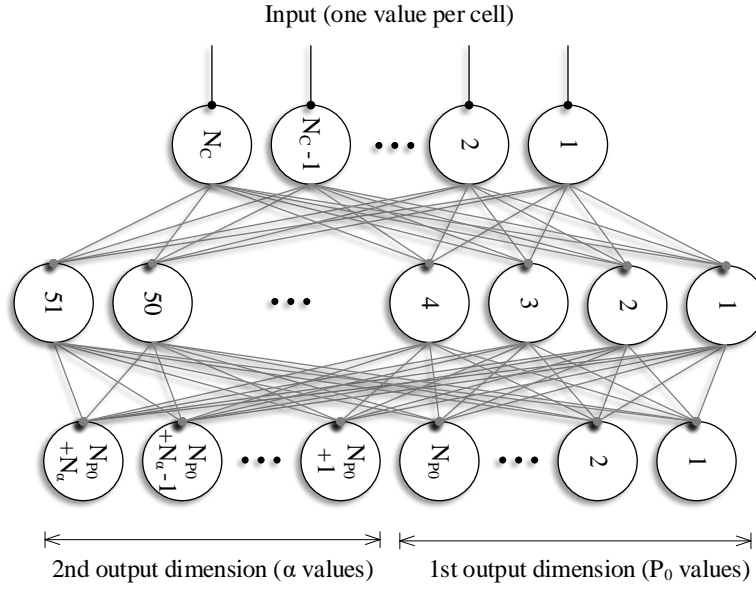 Input (one value per cell)
N_C
N_C-1
•••
2
1
51
50
•••
4
3
2
1
N_P0
+N_α
N_P0
+N_α-1
•••
N_P0
+1
N_P0
•••
2
1
2nd output dimension (α values)
1st output dimension (P₀ values)